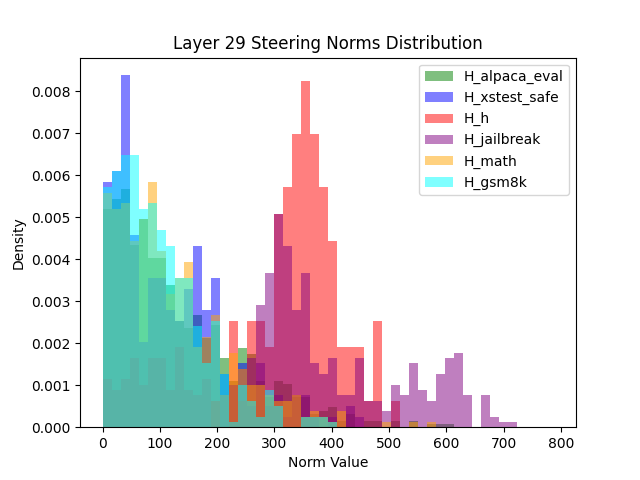 Layer 29 Steering Norms Distribution
H_alpaca_eval
H_xstest_safe
H_h
H_jailbreak
H_math
H_gsm8k
Density
0.008
0.007
0.006
0.005
0.004
0.003
0.002
0.001
0.000
0 100 200 300 400 500 600 700 800
Norm Value